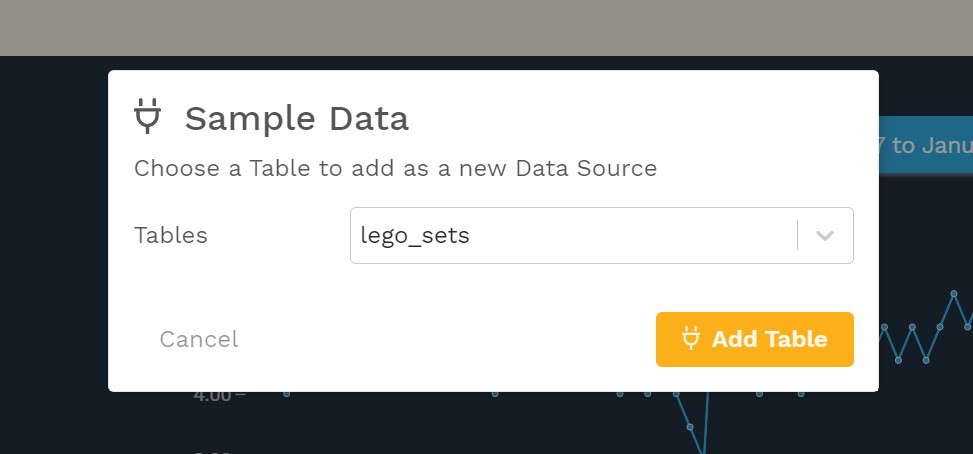 Sample Data
Choose a Table to add as a new Data Source
7 to Janu
Tables
lego_sets
Cancel
Add Table
4.00